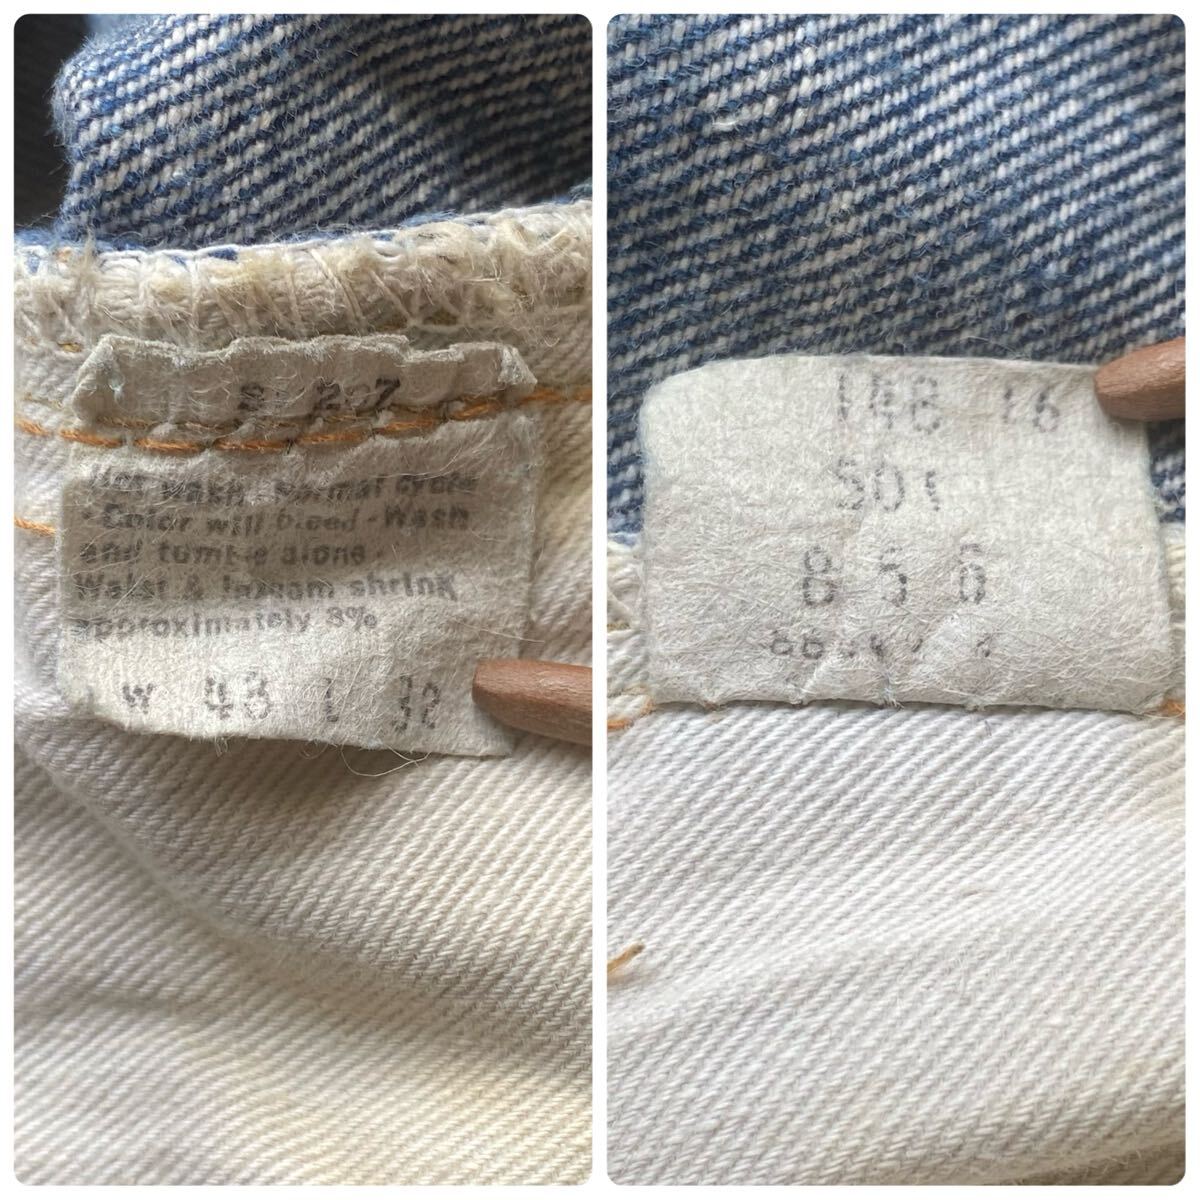 Hot wash - Normal cycle
- Color will bleed - Wash
and tumble alone -
Waist & Inseam shrink
approximately 8%
W 48 L 32
16
501
8 5 6